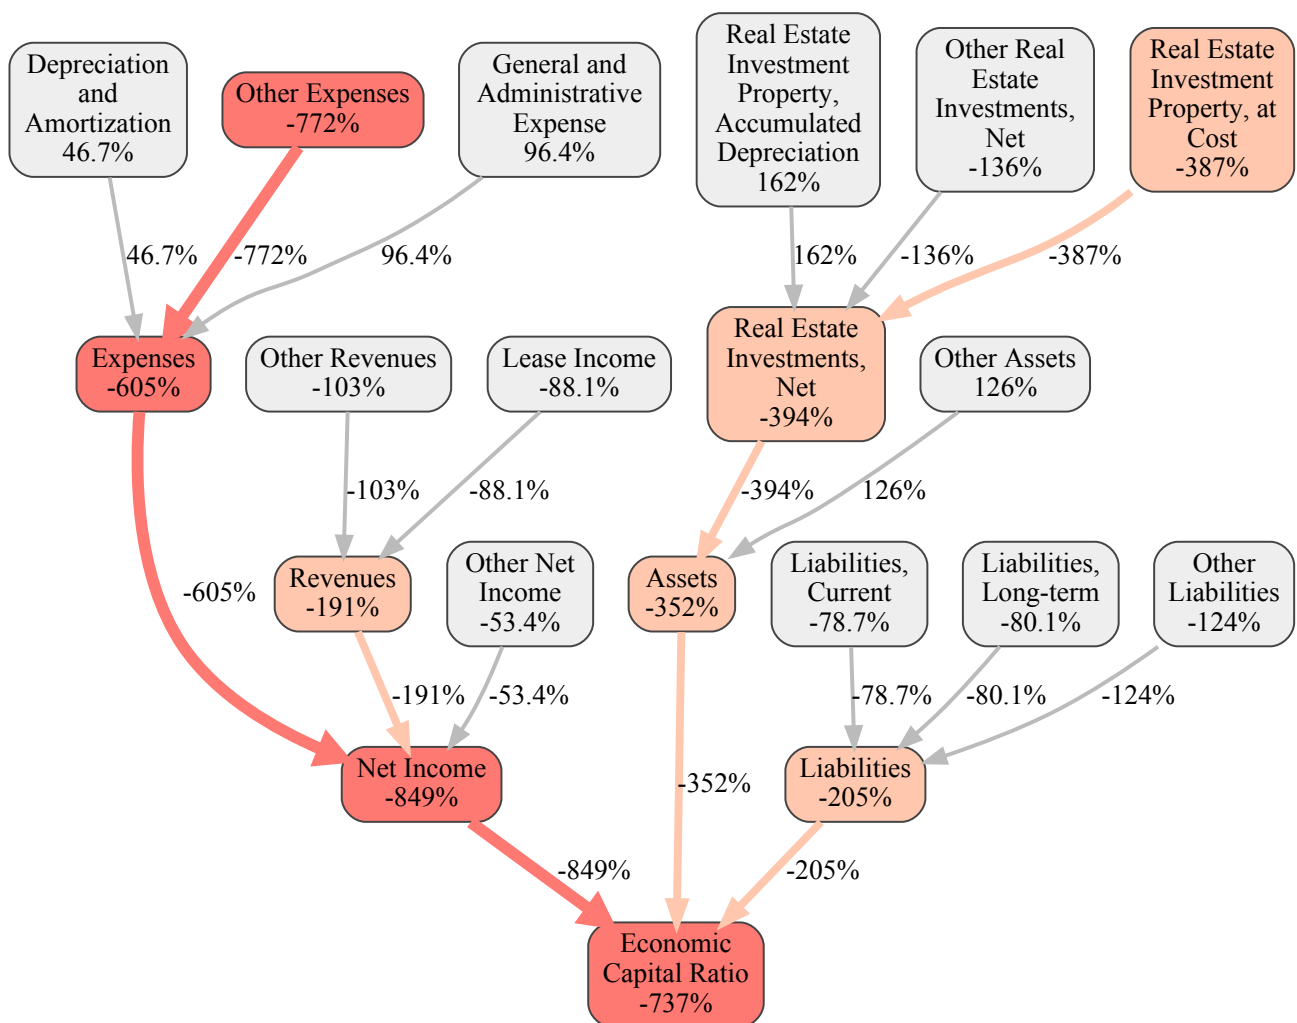 Depreciation
and
Amortization
46.7%
Other Expenses
-772%
General and
Administrative
Expense
96.4%
Real Estate
Investment
Property,
Accumulated
Depreciation
162%
Other Real
Estate
Investments,
Net
-136%
Real Estate
Investment
Property, at
Cost
-387%
46.7%
-772%
96.4%
162%
-136%
-387%
Expenses
-605%
Other Revenues
-103%
Lease Income
-88.1%
Real Estate
Investments,
Net
-394%
Other Assets
126%
-103%
-88.1%
-394%
126%
-605%
Revenues
-191%
Other Net
Income
-53.4%
Assets
-352%
Liabilities,
Current
-78.7%
Liabilities,
Long-term
-80.1%
Other
Liabilities
-124%
-191%
-53.4%
-78.7%
-80.1%
-124%
Net Income
-849%
-352%
Liabilities
-205%
-849%
-205%
Economic
Capital Ratio
-737%